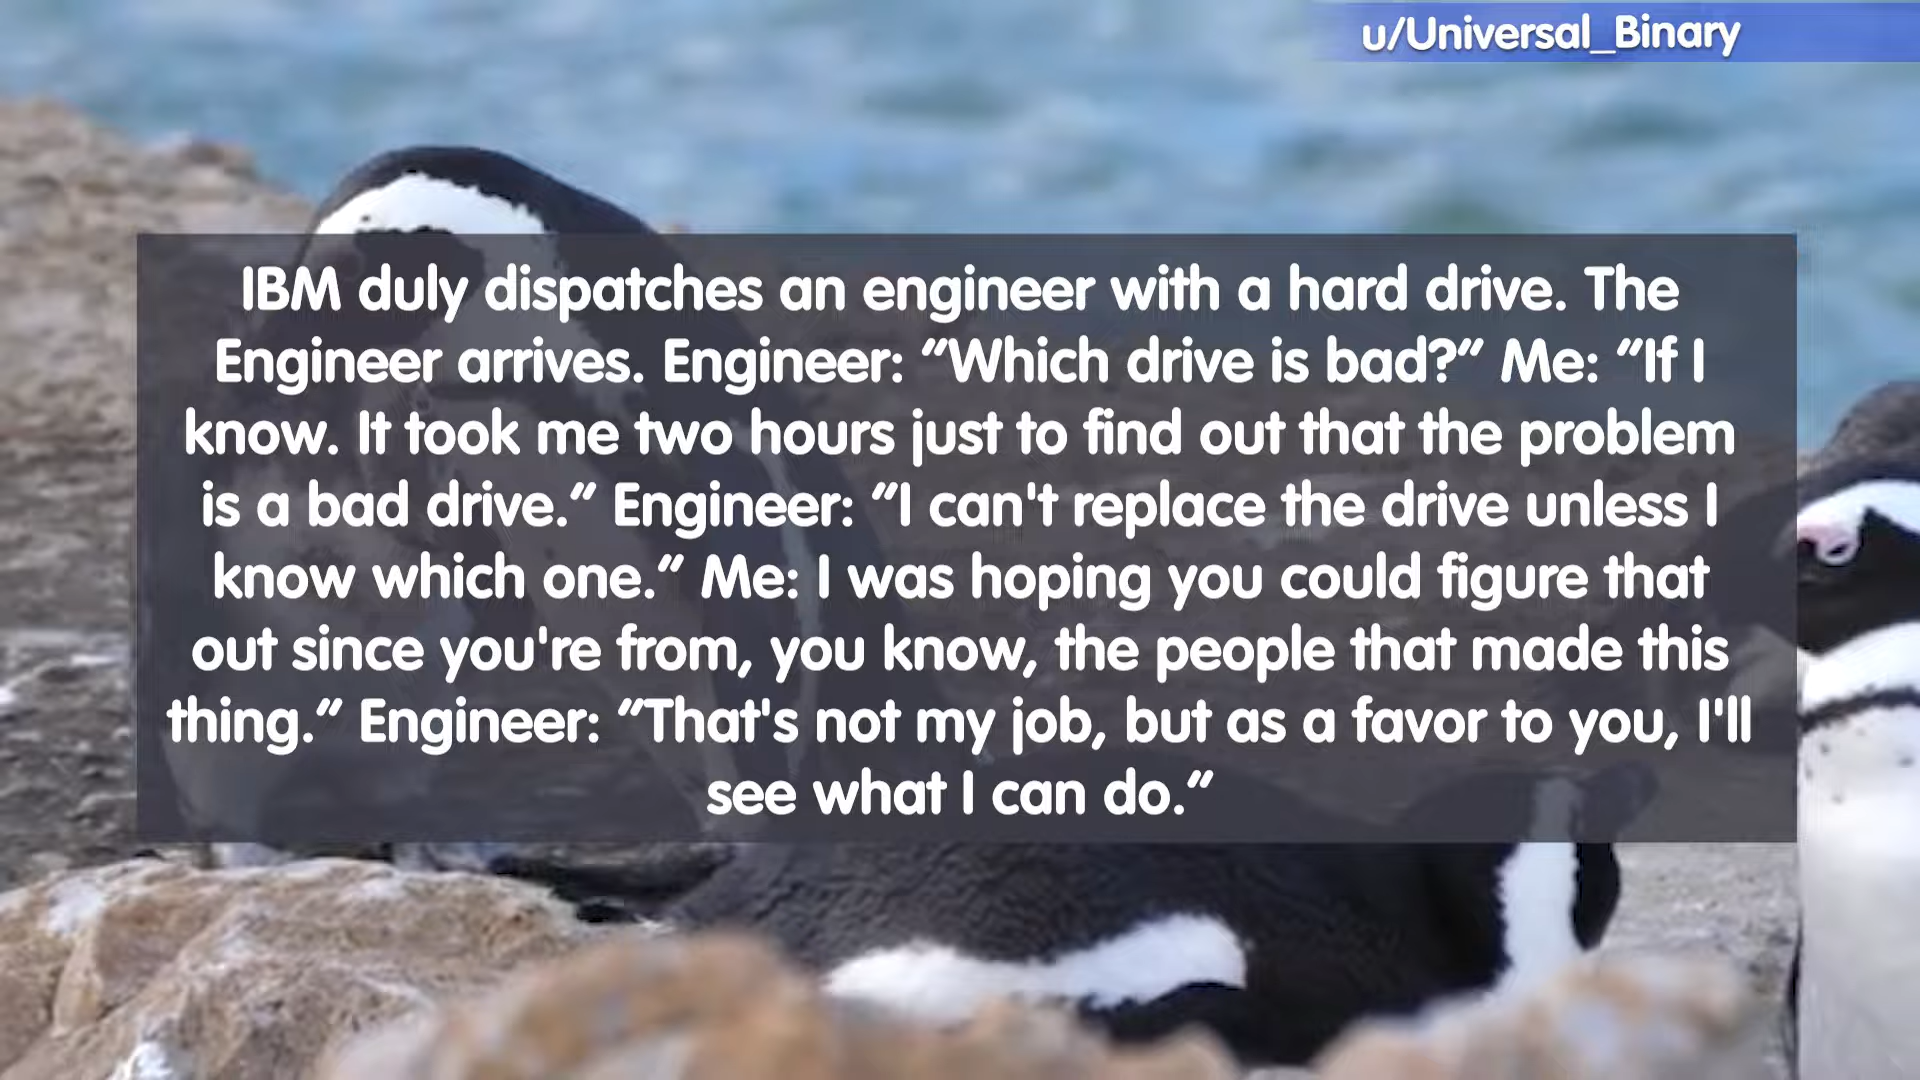 u/Universal_Binary
IBM duly dispatches an engineer with a hard drive. The
Engineer arrives. Engineer: “Which drive is bad?” Me: “If I
know. It took me two hours just to find out that the problem
is a bad drive.” Engineer: “I can't replace the drive unless I
know which one.” Me: I was hoping you could figure that
out since you're from, you know, the people that made this
thing.” Engineer: “That's not my job, but as a favor to you, I'll
see what I can do.”